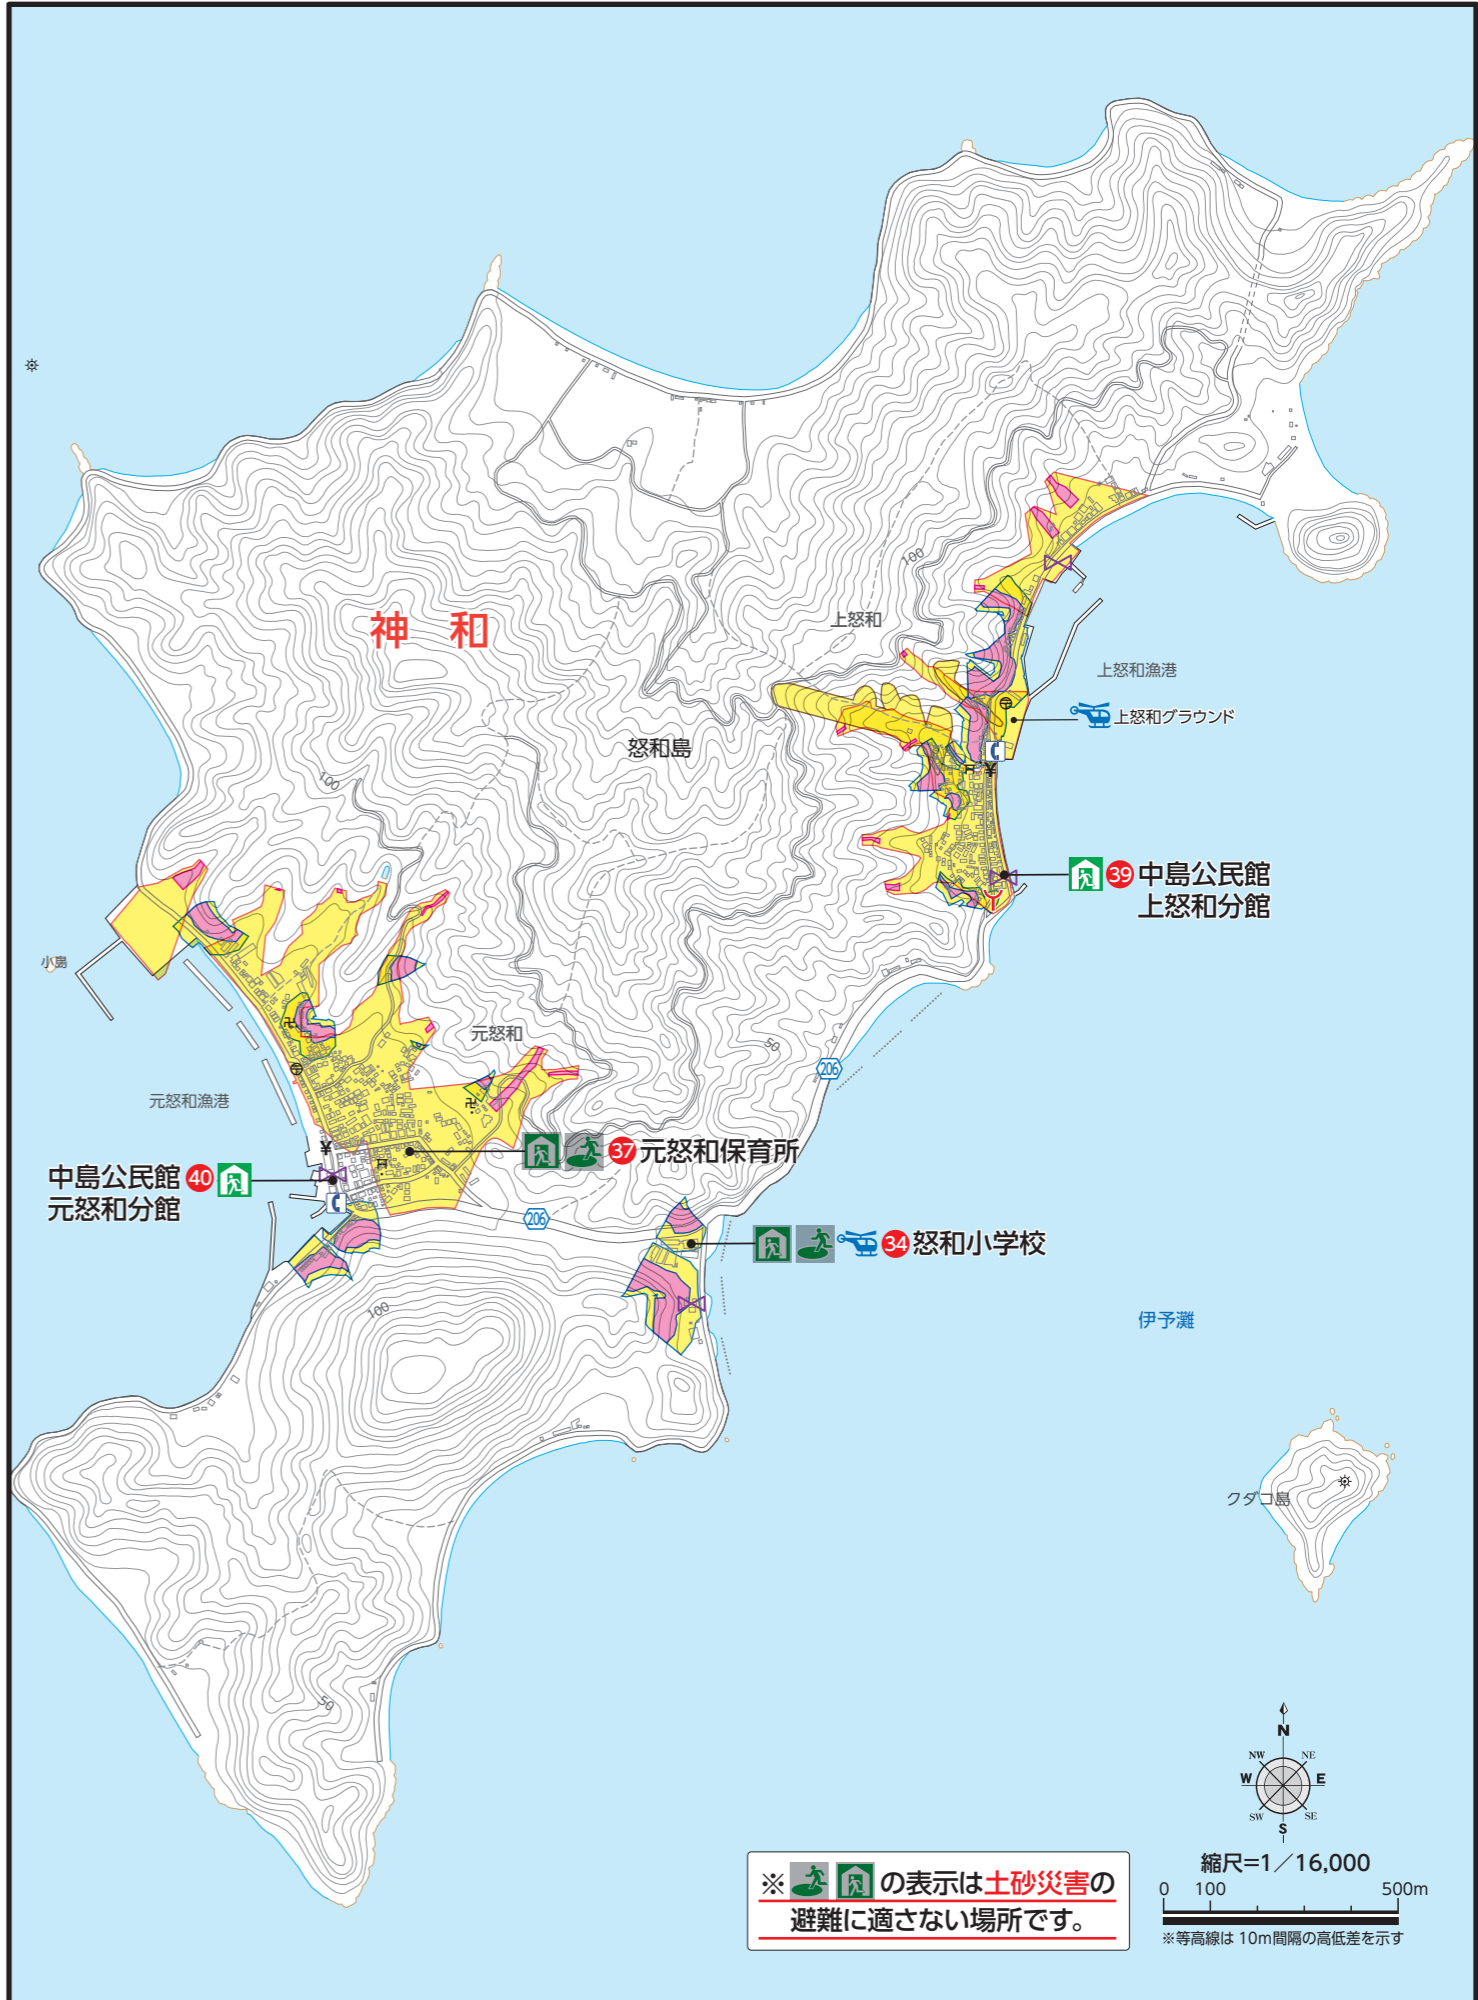 神和
100
上怒和
上怒和漁港
上怒和グラウンド
怒和島
100
39 中島公民館
上怒和分館
小島
元怒和
50
206
元怒和漁港
37 元怒和保育所
中島公民館 40
元怒和分館
206
34 怒和小学校
100
伊予灘
クダコ島
50
N
NW NE
W E
SW SE
S
縮尺=1／16,000
0 100 500m
※等高線は10m間隔の高低差を示す
※ の表示は土砂災害の
避難に適さない場所です。